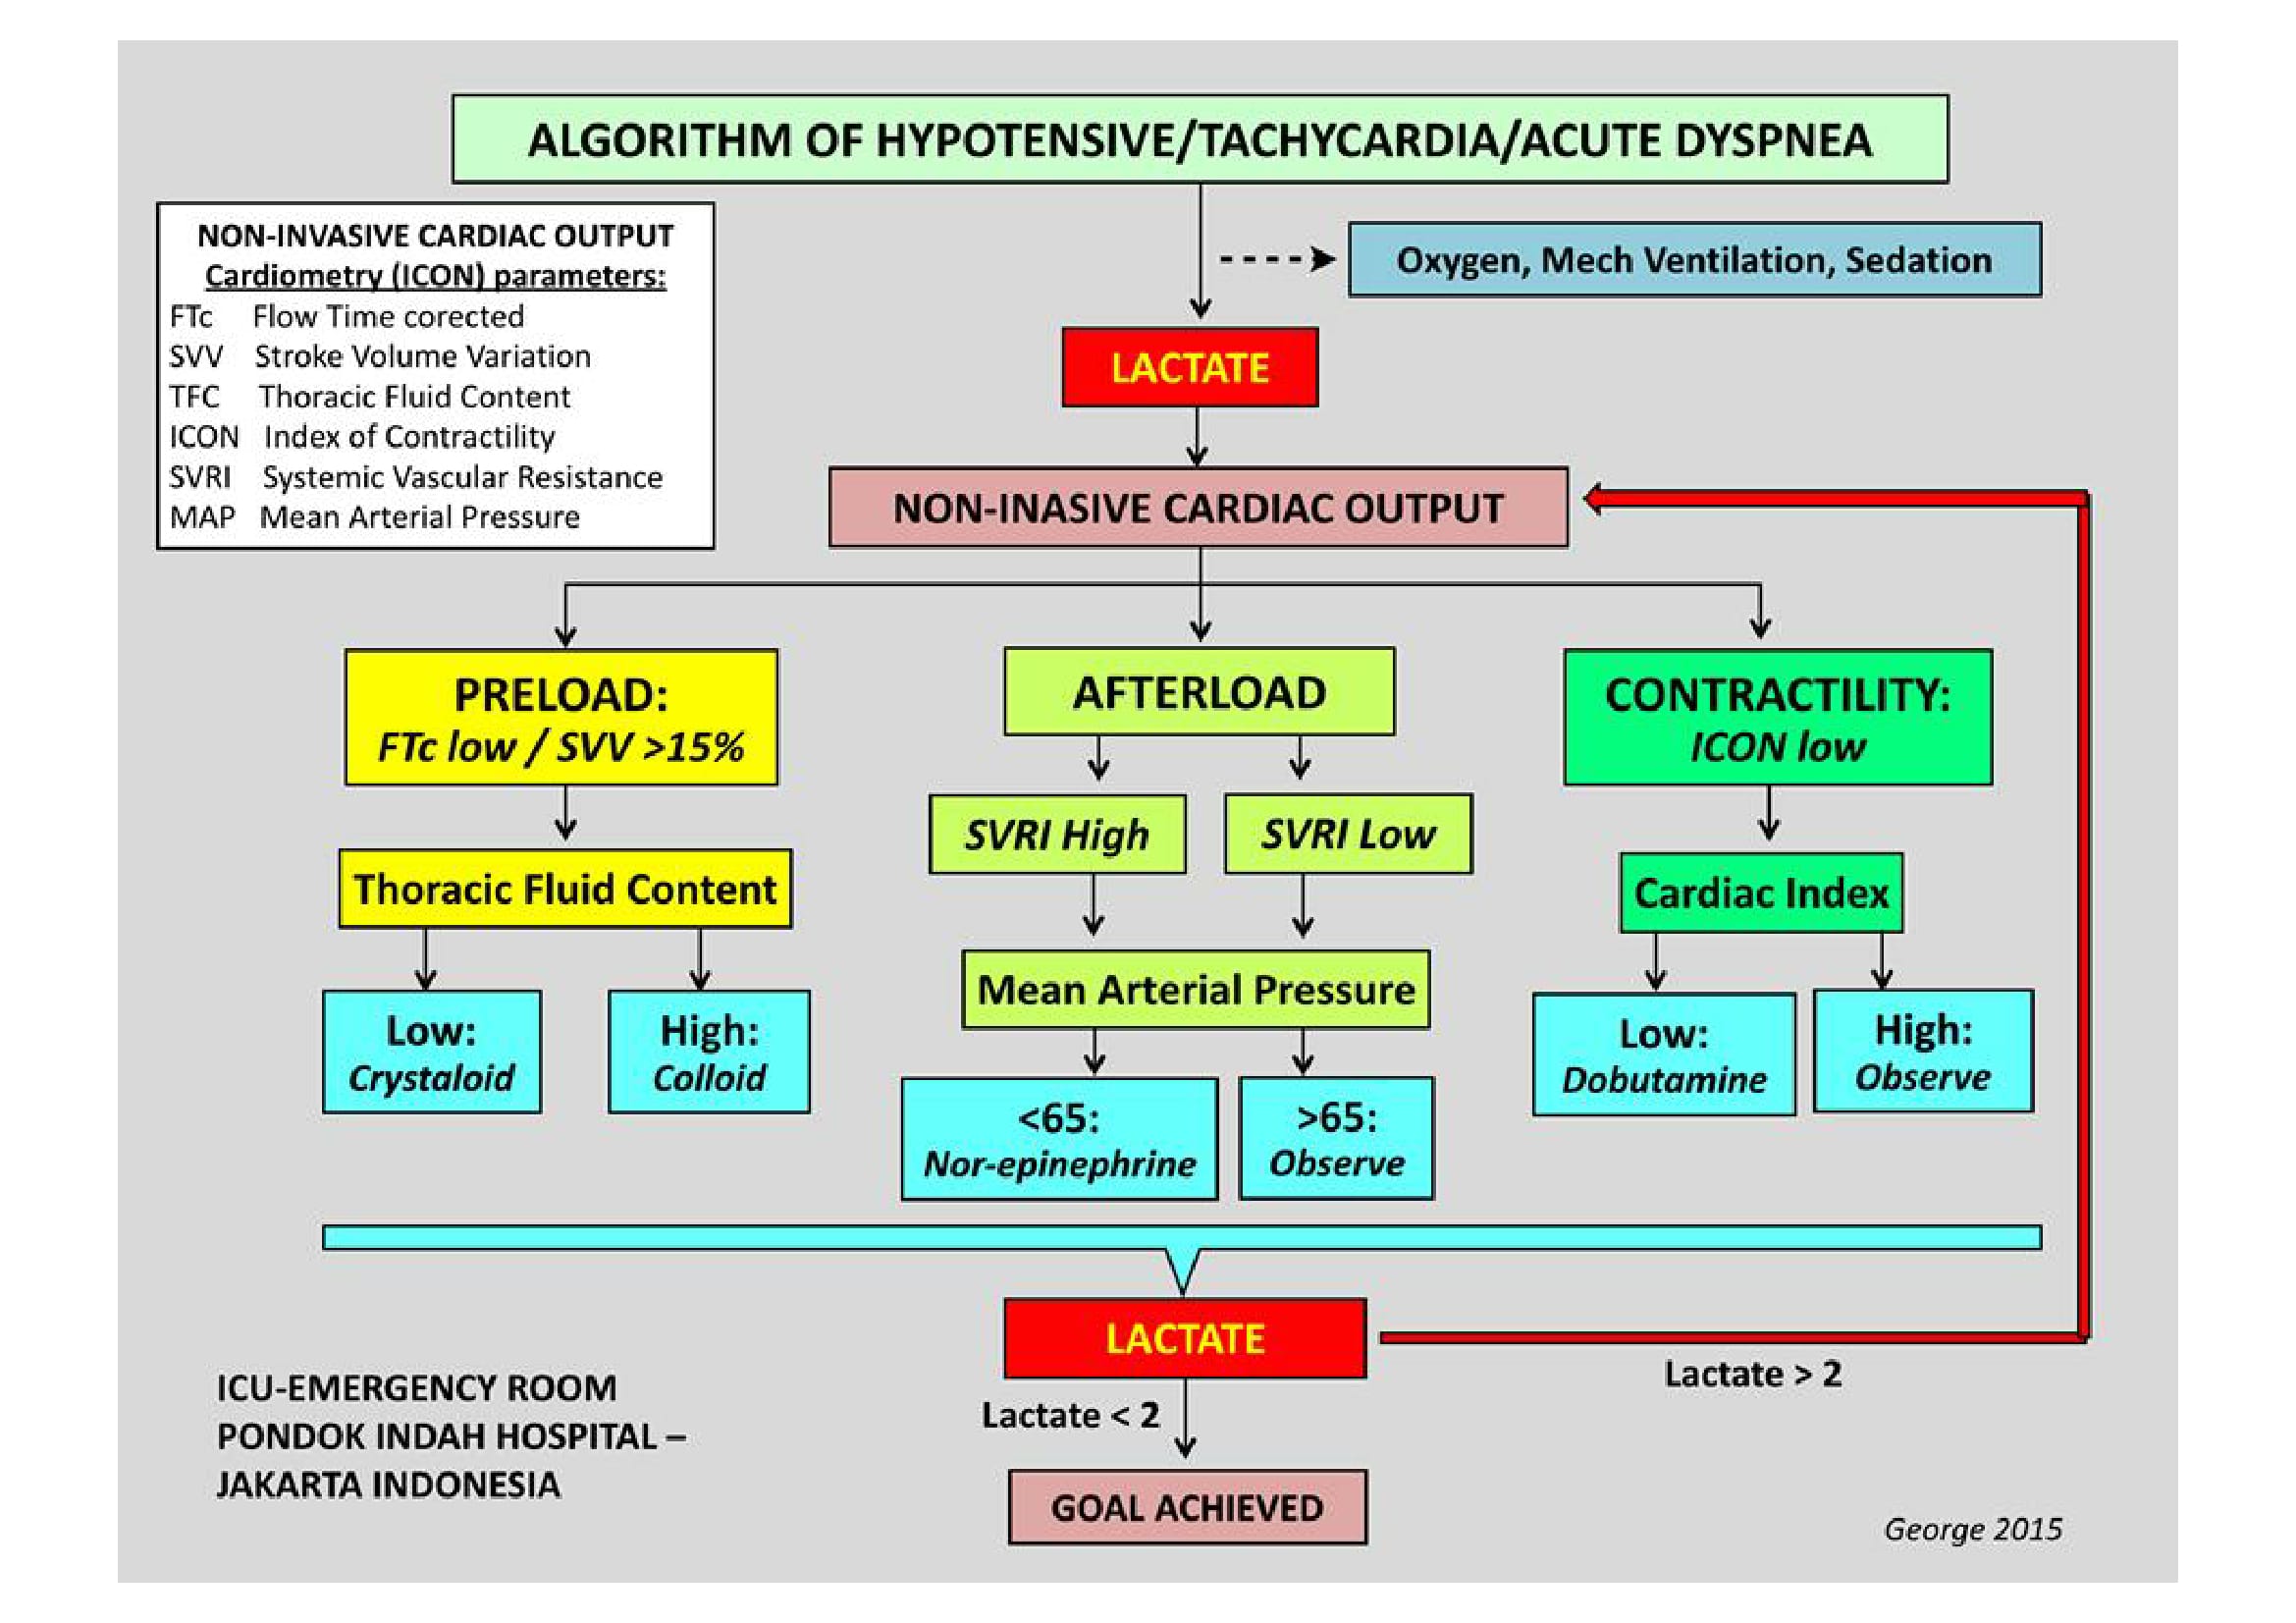 ALGORITHM OF HYPOTENSIVE/TACHYCARDIA/ACUTE DYSPNEA
NON-INVASIVE CARDIAC OUTPUT
Cardiometry (ICON) parameters:
FTc Flow Time corected
SVV Stroke Volume Variation
TFC Thoracic Fluid Content
ICON Index of Contractility
SVRI Systemic Vascular Resistance
MAP Mean Arterial Pressure
Oxygen, Mech Ventilation, Sedation
LACTATE
NON-INASIVE CARDIAC OUTPUT
PRELOAD:
FTc low / SVV >15%
Thoracic Fluid Content
Low:
Crystaloid
High:
Colloid
AFTERLOAD
SVRI High
SVRI Low
Mean Arterial Pressure
<65:
Nor-epinephrine
>65:
Observe
CONTRACTILITY:
ICON low
Cardiac Index
Low:
Dobutamine
High:
Observe
LACTATE
Lactate > 2
Lactate < 2
GOAL ACHIEVED
ICU-EMERGENCY ROOM
PONDOK INDAH HOSPITAL –
JAKARTA INDONESIA
George 2015